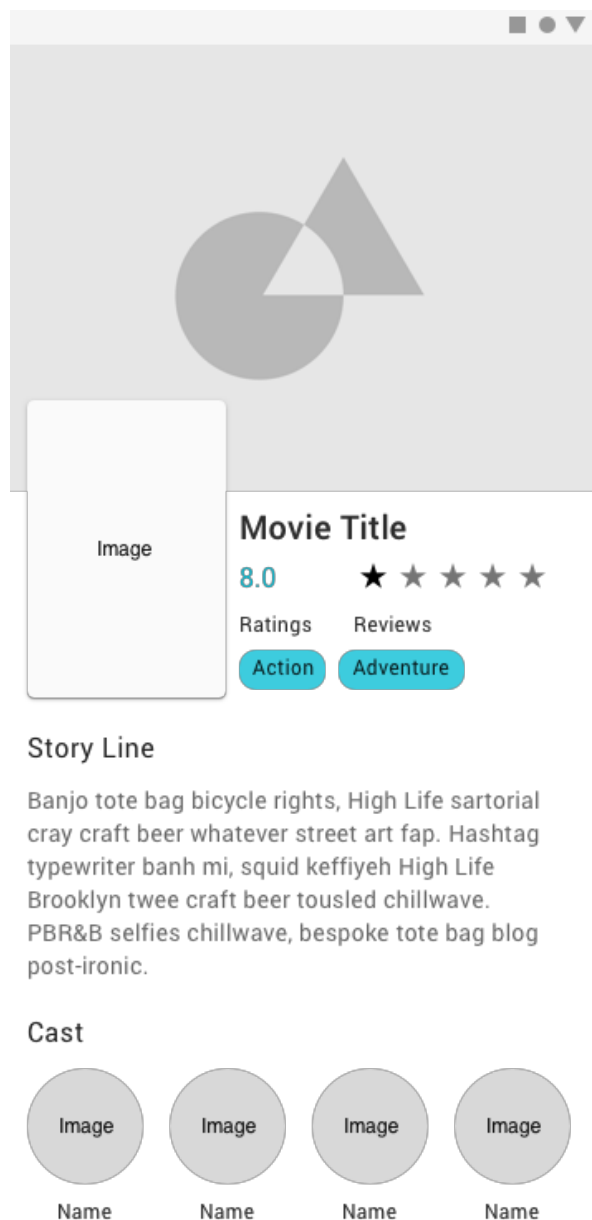 Image
Movie Title
8.0
Ratings Reviews
Action Adventure
Story Line
Banjo tote bag bicycle rights, High Life sartorial
cray craft beer whatever street art fap. Hashtag
typewriter banh mi, squid keffiyeh High Life
Brooklyn twee craft beer tousled chillwave.
PBR&B selfies chillwave, bespoke tote bag blog
post-ironic.
Cast
Image Image Image Image
Name Name Name Name